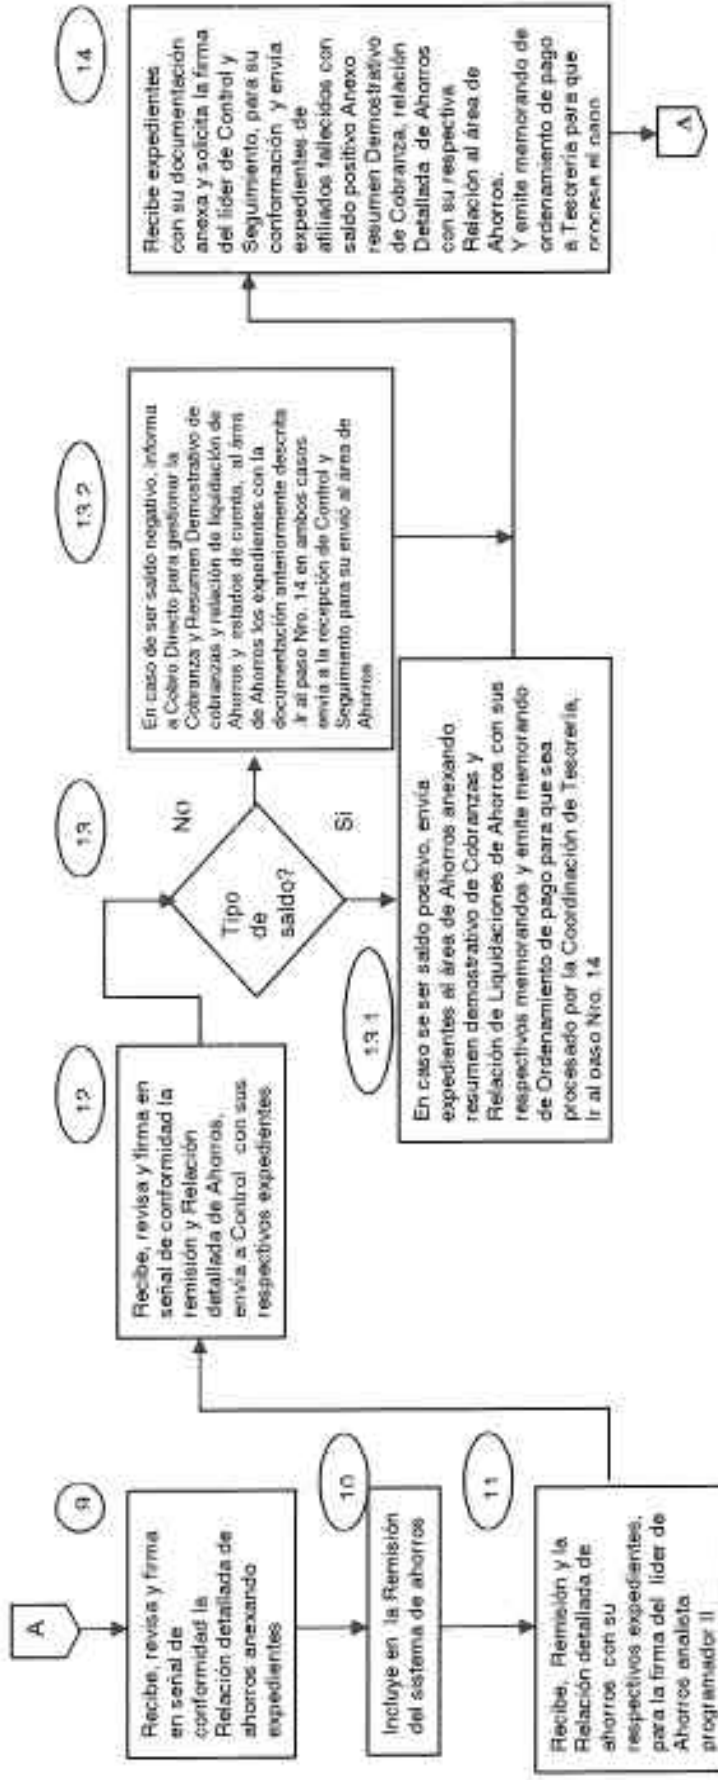 A
9
Recibe, revisa y firma
en señal de
conformidad la
Relación detallada de
ahorros anexando
expedientes
10
Incluye en la Remisión
del sistema de ahorros
11
Recibe, Remisión y la
Relación detallada de
ahorros con su
respectivos expedientes,
para la firma del líder de
Ahorros analista
programador II
12
Recibe, revisa y firma en
señal de conformidad la
remisión y Relación
detallada de Ahorros,
envía a Control con sus
respectivos expedientes
13
Tipo
de
saldo?
No
Si
13.1
En caso se ser saldo positivo, envía
expedientes al área de Ahorros anexando
resumen demostrativo de Cobranzas y
Relación de Liquidaciones de Ahorros con sus
respectivos memorandos y emite memorando
de Ordenamiento de pago para que sea
procesado por la Coordinación de Tesorería,
Ir al paso Nro. 14
13.2
En caso de ser saldo negativo, informa
a Cobro Directo para gestionar la
Cobranza y Resumen Demostrativo de
cobranzas y relación de liquidación de
Ahorros y estados de cuenta, al área
de Ahorros los expedientes con la
documentación anteriormente descrita
Ir al paso Nro. 14 en ambos casos
envía a la recepción de Control y
Seguimiento para su envió al área de
Ahorros
14
Recibe expedientes
con su documentación
anexa y solicita la firma
del líder de Control y
Seguimiento, para su
conformación y envía
expedientes de
afiliados fallecidos con
saldo positivo Anexo
resumen Demostrativo
de Cobranza, relación
Detallada de Ahorros
con su respectiva
Relación al área de
Ahorros.
Y emite memorando de
ordenamiento de pago
a Tesorería para que
procese el pago
A